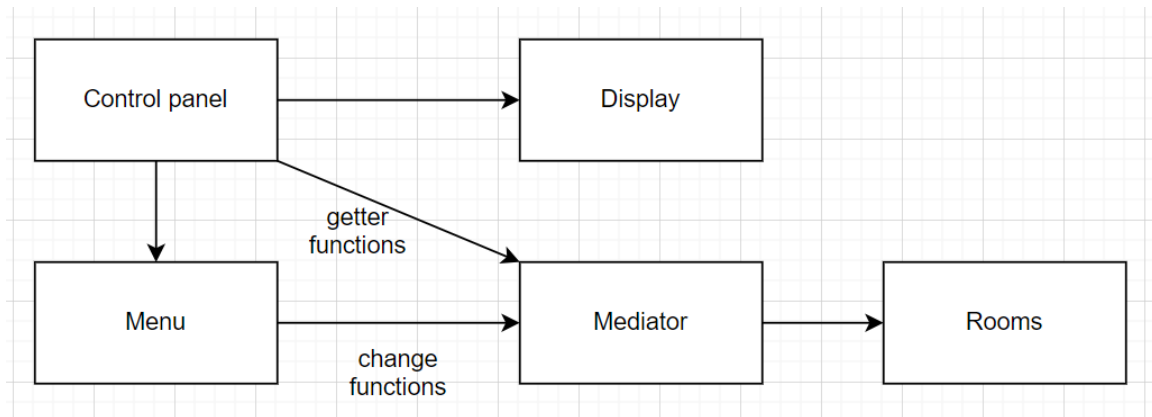 Control panel
Display
getter
functions
Menu
Mediator
Rooms
change
functions